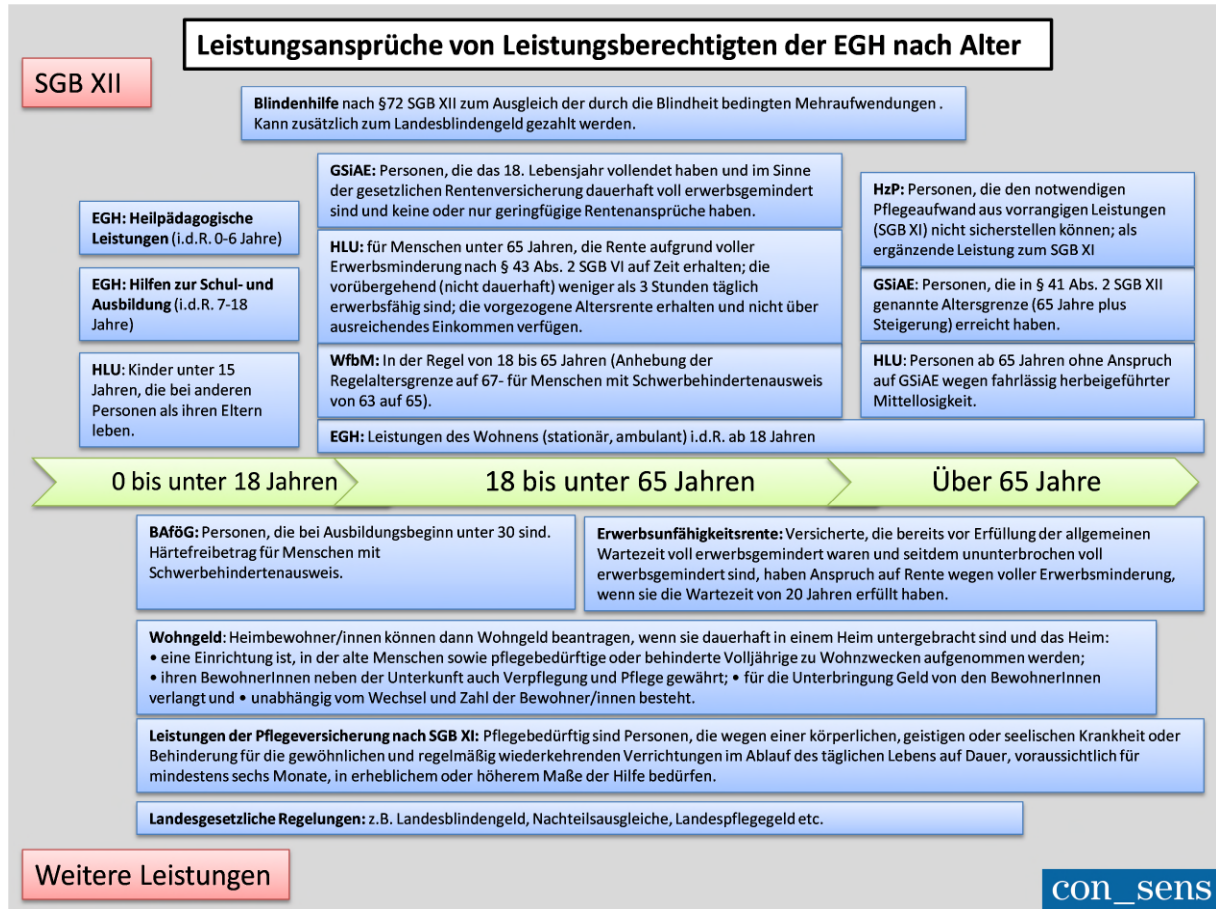 Leistungsansprüche von Leistungsberechtigten der EGH nach Alter
SGB XII
Blindenhilfe nach §72 SGB XII zum Ausgleich der durch die Blindheit bedingten Mehraufwendungen .
Kann zusätzlich zum Landesblindengeld gezahlt werden.
EGH: Heilpädagogische
Leistungen (i.d.R. 0-6 Jahre)
EGH: Hilfen zur Schul- und
Ausbildung (i.d.R. 7-18
Jahre)
HLU: Kinder unter 15
Jahren, die bei anderen
Personen als ihren Eltern
leben.
GSiAE: Personen, die das 18. Lebensjahr vollendet haben und im Sinne
der gesetzlichen Rentenversicherung dauerhaft voll erwerbsgemindert
sind und keine oder nur geringfügige Rentenansprüche haben.
HLU: für Menschen unter 65 Jahren, die Rente aufgrund voller
Erwerbsminderung nach § 43 Abs. 2 SGB VI auf Zeit erhalten; die
vorübergehend (nicht dauerhaft) weniger als 3 Stunden täglich
erwerbsfähig sind; die vorgezogene Altersrente erhalten und nicht über
ausreichendes Einkommen verfügen.
WfbM: In der Regel von 18 bis 65 Jahren (Anhebung der
Regelaltersgrenze auf 67- für Menschen mit Schwerbehindertenausweis
von 63 auf 65).
HzP: Personen, die den notwendigen
Pflegeaufwand aus vorrangigen Leistungen
(SGB XI) nicht sicherstellen können; als
ergänzende Leistung zum SGB XI
GSiAE: Personen, die in § 41 Abs. 2 SGB XII
genannte Altersgrenze (65 Jahre plus
Steigerung) erreicht haben.
HLU: Personen ab 65 Jahren ohne Anspruch
auf GSiAE wegen fahrlässig herbeigeführter
Mittellosigkeit.
EGH: Leistungen des Wohnens (stationär, ambulant) i.d.R. ab 18 Jahren
0 bis unter 18 Jahren
18 bis unter 65 Jahren
Über 65 Jahre
BAföG: Personen, die bei Ausbildungsbeginn unter 30 sind.
Härtefreibetrag für Menschen mit
Schwerbehindertenausweis.
Erwerbsunfähigkeitsrente: Versicherte, die bereits vor Erfüllung der allgemeinen
Wartezeit voll erwerbsgemindert waren und seitdem ununterbrochen voll
erwerbsgemindert sind, haben Anspruch auf Rente wegen voller Erwerbsminderung,
wenn sie die Wartezeit von 20 Jahren erfüllt haben.
Wohngeld: Heimbewohner/innen können dann Wohngeld beantragen, wenn sie dauerhaft in einem Heim untergebracht sind und das Heim:
• eine Einrichtung ist, in der alte Menschen sowie pflegebedürftige oder behinderte Volljährige zu Wohnzwecken aufgenommen werden;
• ihren BewohnerInnen neben der Unterkunft auch Verpflegung und Pflege gewährt; • für die Unterbringung Geld von den BewohnerInnen
verlangt und • unabhängig vom Wechsel und Zahl der Bewohner/innen besteht.
Leistungen der Pflegeversicherung nach SGB XI: Pflegebedürftig sind Personen, die wegen einer körperlichen, geistigen oder seelischen Krankheit oder
Behinderung für die gewöhnlichen und regelmäßig wiederkehrenden Verrichtungen im Ablauf des täglichen Lebens auf Dauer, voraussichtlich für
mindestens sechs Monate, in erheblichem oder höherem Maße der Hilfe bedürfen.
Landesgesetzliche Regelungen: z.B. Landesblindengeld, Nachteilsausgleiche, Landespflegegeld etc.
Weitere Leistungen
con_sens